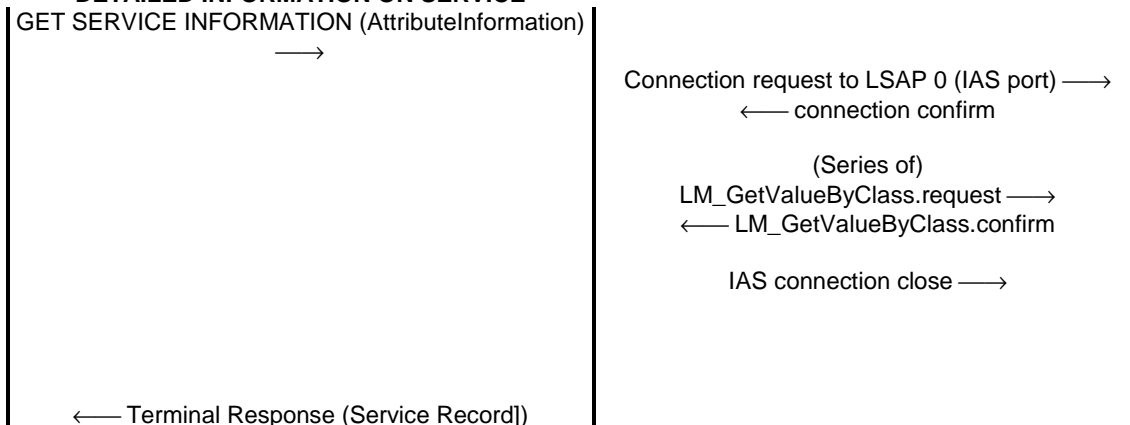 DETAILED INFORMATION ON SERVICE
GET SERVICE INFORMATION (AttributeInformation)
⟶
Connection request to LSAP 0 (IAS port) ⟶
⟵ connection confirm
(Series of)
LM_GetValueByClass.request ⟶
⟵ LM_GetValueByClass.confirm
IAS connection close ⟶
⟵ Terminal Response (Service Record])